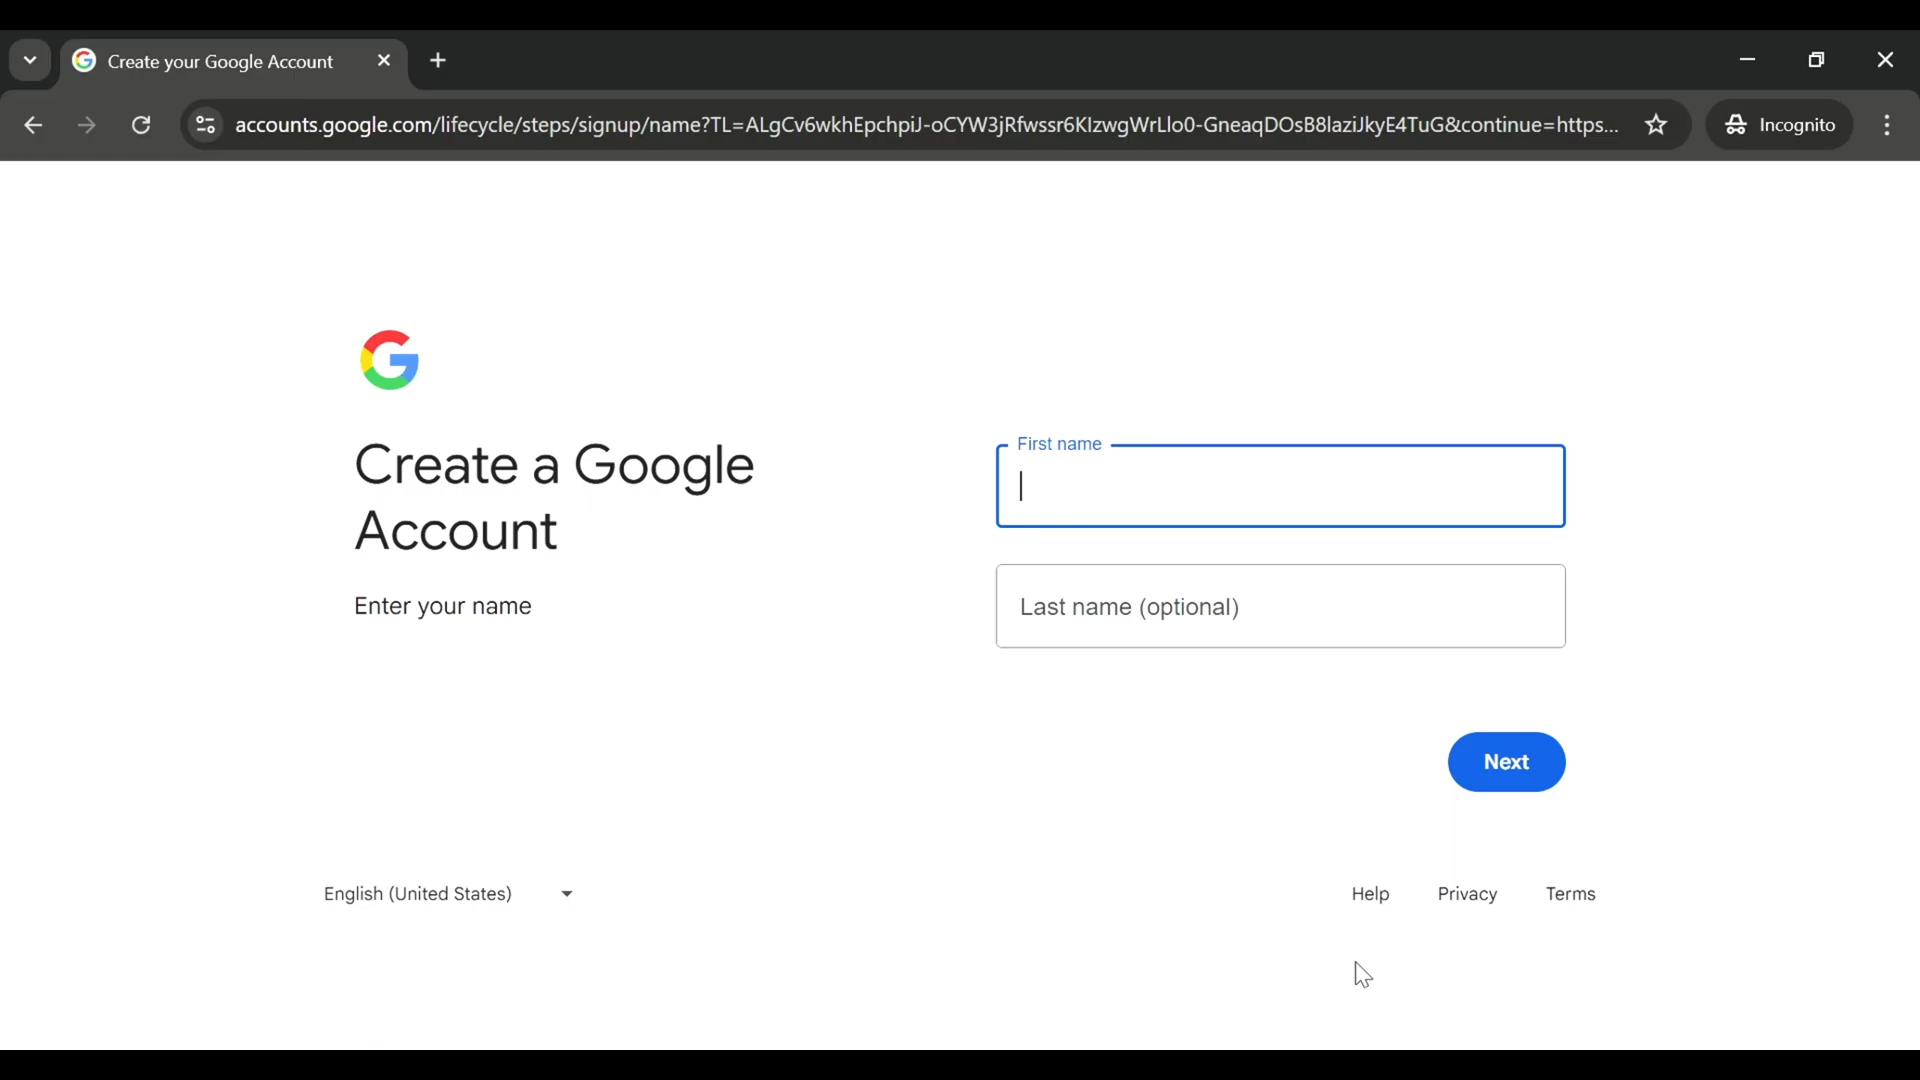 Create your Google Account
accounts.google.com/lifecycle/steps/signup/name?TL=ALgCv6wkhEpchpiJ-oCYW3jRfwssr6KIzwgWrLlo0-GneaqDOsB8laziJkyE4TuG&continue=https...
Incognito
Create a Google
Account
Enter your name
First name
Last name (optional)
Next
English (United States)
Help
Privacy
Terms